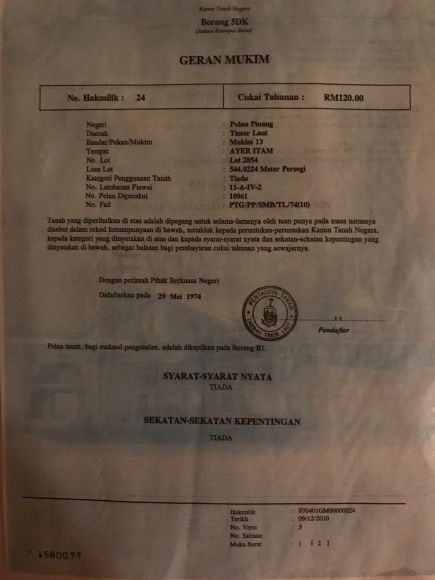 Kanun Tanah Negara
Borang 5DK
(Jadual Keempat Belas)
GERAN MUKIM
No. Hakmilik : 24 Cukai Tahunan : RM120.00
Negeri : Pulau Pinang
Daerah : Timor Laut
Bandar/Pekan/Mukim : Mukim 13
Tempat : AYER ITAM
No. Lot : Lot 2854
Luas Lot : 544.0224 Meter Persegi
Kategori Penggunaan Tanah : Tiada
No. Lembaran Piawai : 11-A-IV-2
No. Pelan Diperakui : 10961
No. Fail : PTG/PP/SMB/TL/74(10)
Tanah yang diperihalkan di atas adalah dipegang untuk selama-lamanya oleh tuan punya pada masa namanya
disebut dalam rekod ketuanpunyaan di bawah, tertakluk kepada peruntukan-peruntukan Kanun Tanah Negara,
kepada kategori yang dinyatakan di atas dan kepada syarat-syarat nyata dan sekatan-sekatan kepentingan yang
dinyatakan di bawah, sebagai balasan bagi pembayaran cukai tahunan yang sewajarnya.
Dengan perintah Pihak Berkuasa Negeri
Didaftarkan pada 29 Mei 1974
PENTADBIR TANAH
DAERAH TIMUR LAUT
t.t.
Pendaftar
Pelan tanah, bagi maksud pengenalan, adalah dikepilkan pada Borang B1.
SYARAT-SYARAT NYATA
TIADA
SEKATAN-SEKATAN KEPENTINGAN
TIADA
Hakmilik : 070401GM00000024
Tarikh : 09/12/2010
No. Versi : 3
No. Salinan :
Muka Surat : 1 [ 2 ]
P 1580077